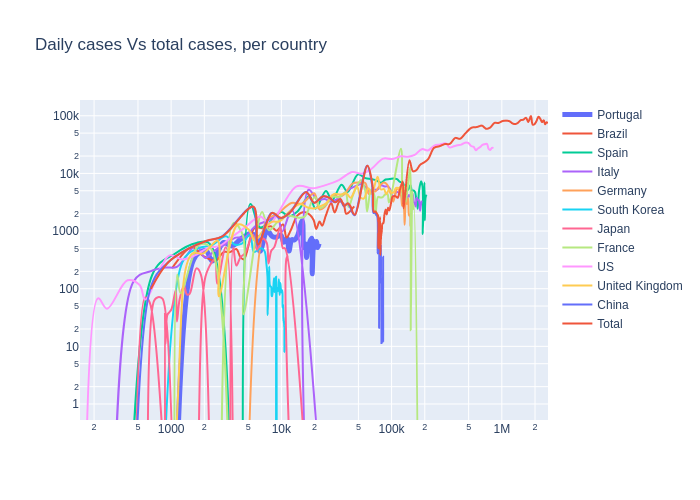 Daily cases Vs total cases, per country
100k
5
2
10k
5
2
1000
5
2
100
5
2
10
5
2
1
2
5
1000
2
5
10k
2
5
100k
2
5
1M
2
Portugal
Brazil
Spain
Italy
Germany
South Korea
Japan
France
US
United Kingdom
China
Total